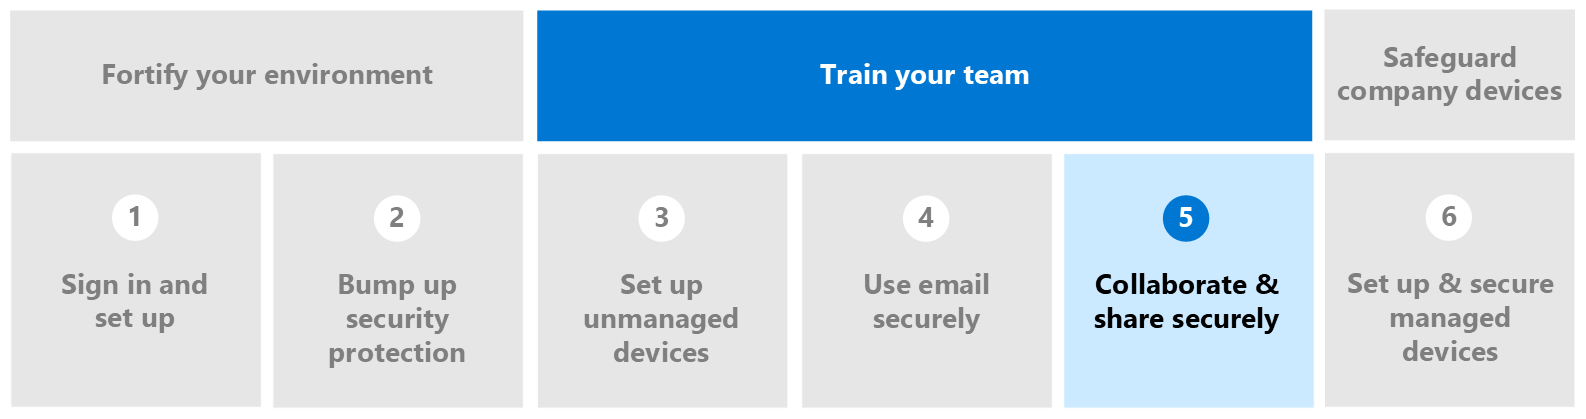 Fortify your environment
Train your team
Safeguard
company devices
1
Sign in and
set up
2
Bump up
security
protection
3
Set up
unmanaged
devices
4
Use email
securely
5
Collaborate &
share securely
6
Set up & secure
managed
devices